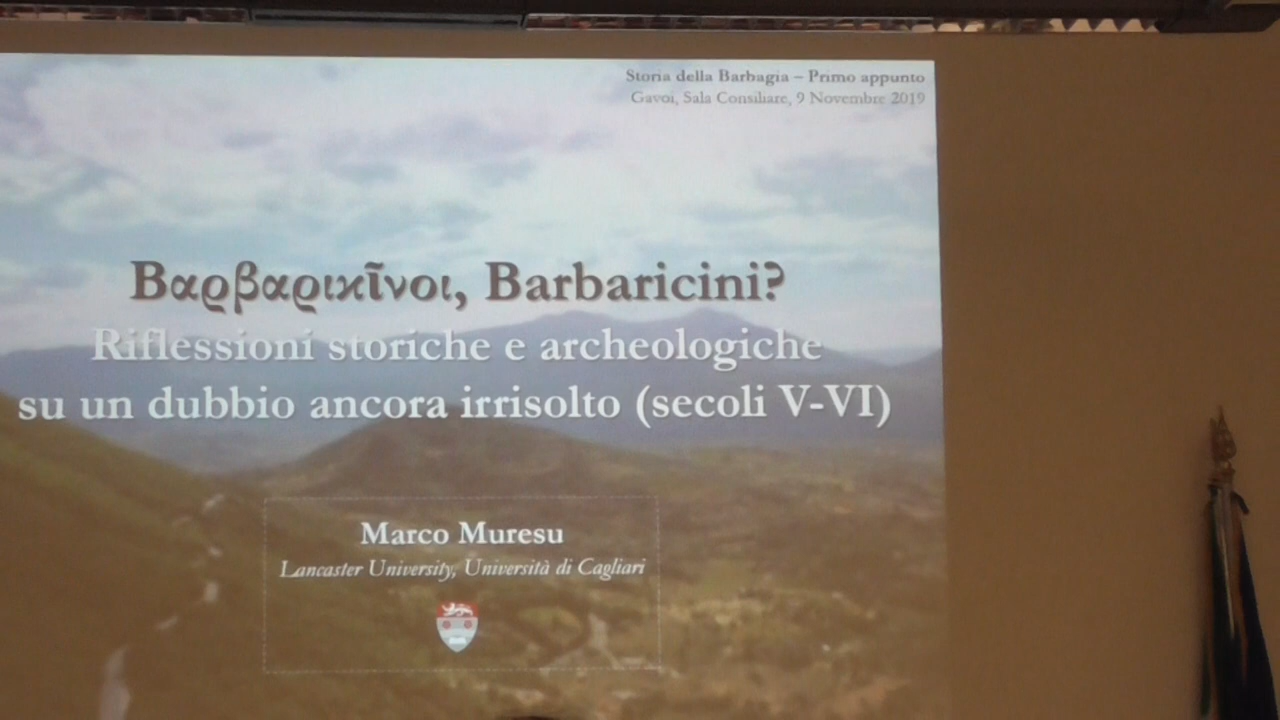 Storia della Barbagia – Primo appunto
Gavoi, Sala Consiliare, 9 Novembre 2019
Βαρβαρικῖνοι, Barbaricini?
Riflessioni storiche e archeologiche
su un dubbio ancora irrisolto (secoli V-VI)
Marco Muresu
Lancaster University, Università di Cagliari